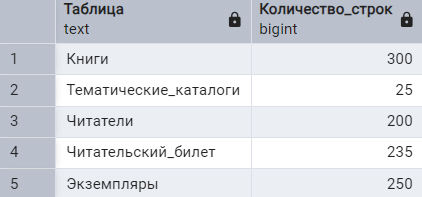 Таблица Количество_строк
text bigint
1 Книги 300
2 Тематические_каталоги 25
3 Читатели 200
4 Читательский_билет 235
5 Экземпляры 250